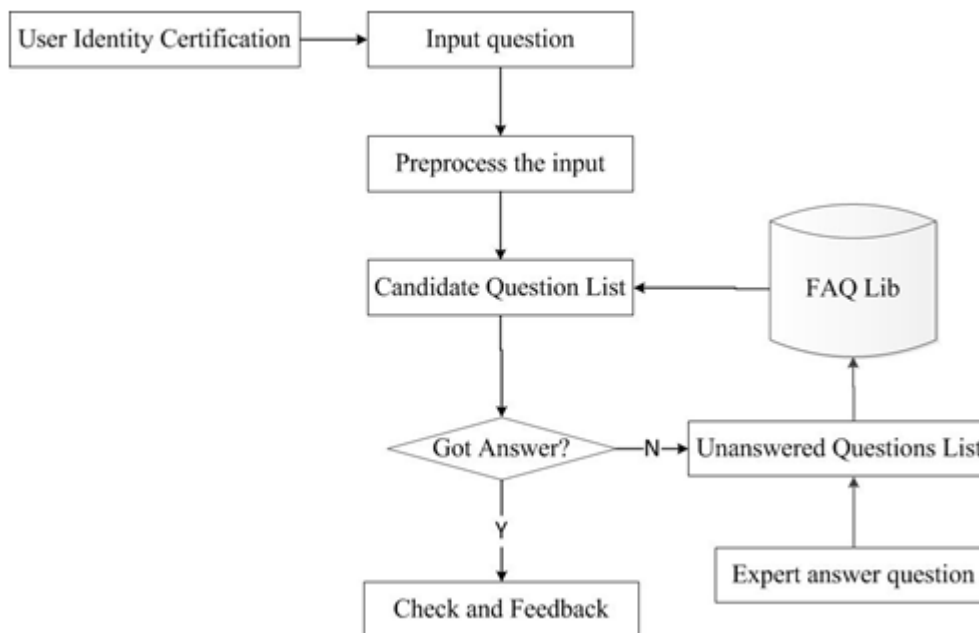 User Identity Certification
Input question
Preprocess the input
Candidate Question List
FAQ Lib
Got Answer?
N
Unanswered Questions List
Y
Expert answer question
Check and Feedback